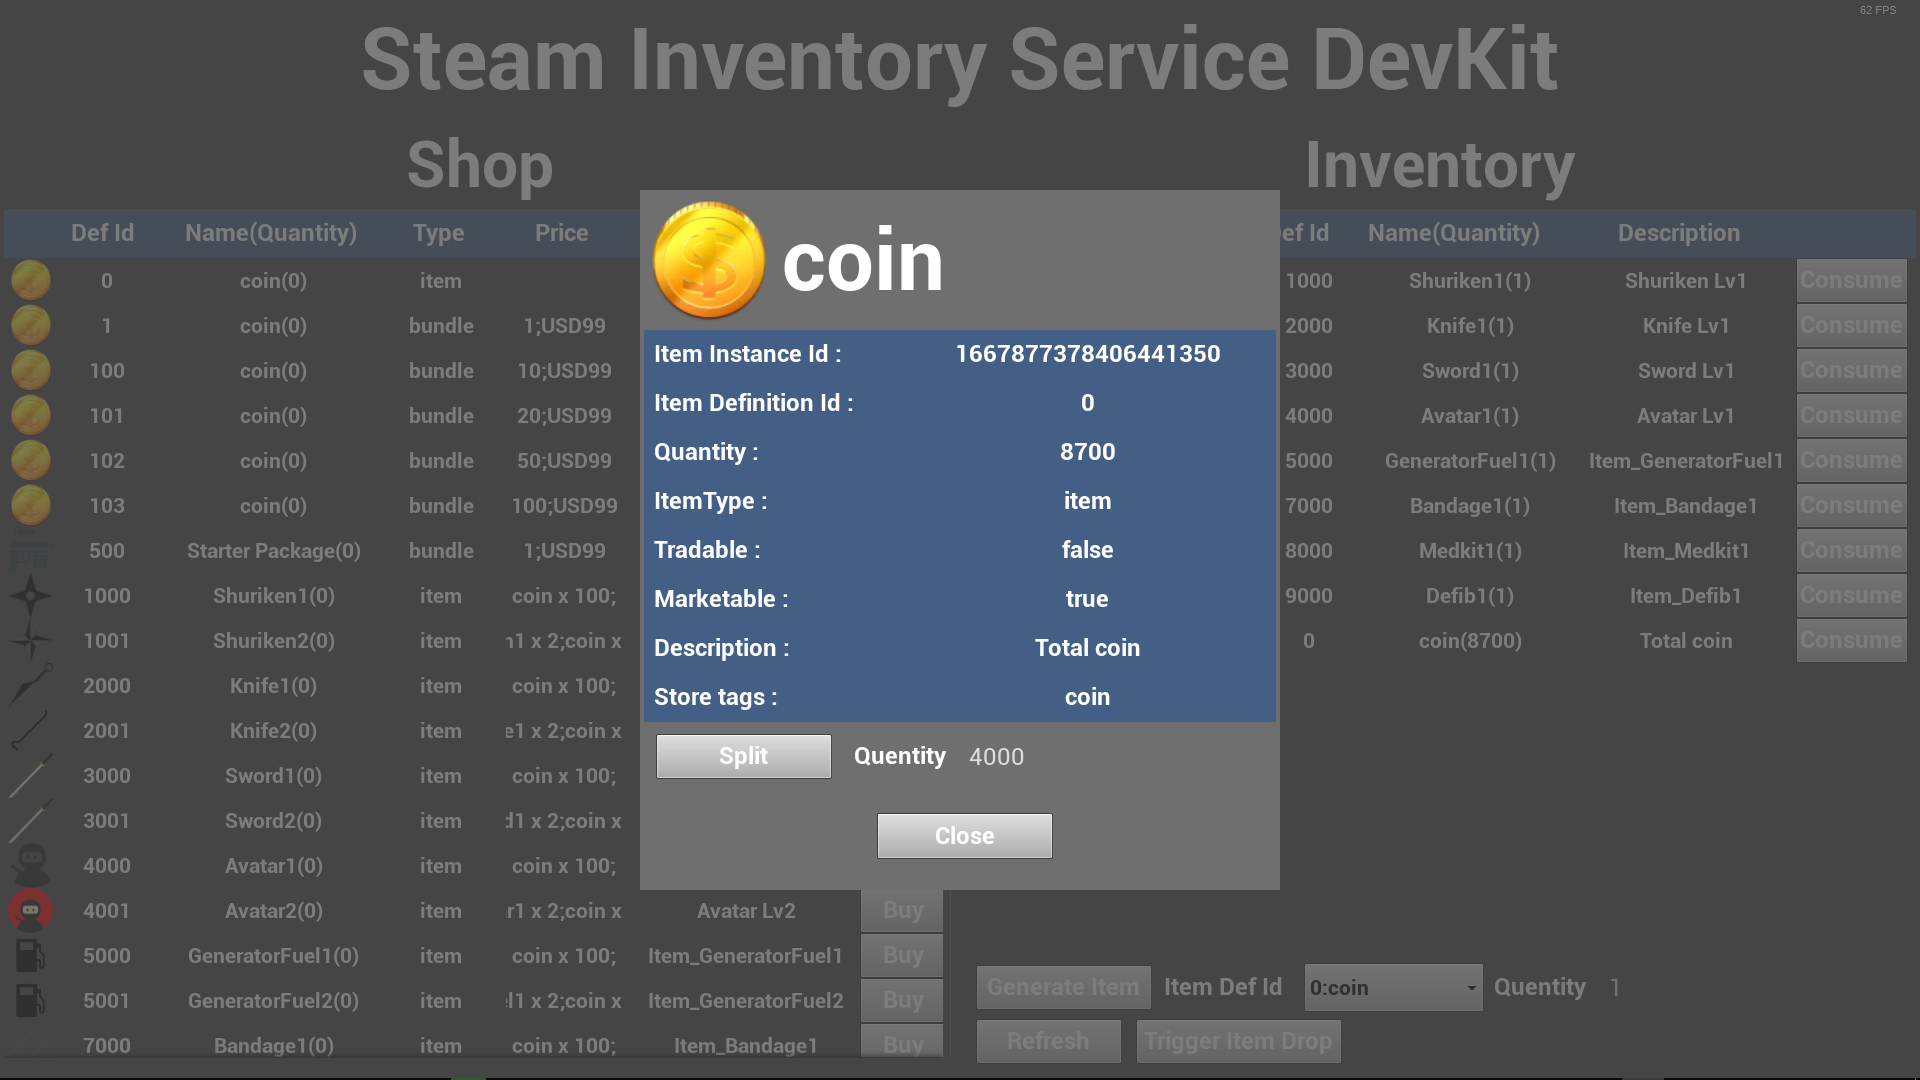 62 FPS
Steam Inventory Service DevKit
Shop
Inventory
Def Id Name(Quantity) Type Price
0 coin(0) item
1 coin(0) bundle 1;USD99
100 coin(0) bundle 10;USD99
101 coin(0) bundle 20;USD99
102 coin(0) bundle 50;USD99
103 coin(0) bundle 100;USD99
500 Starter Package(0) bundle 1;USD99
1000 Shuriken1(0) item coin x 100;
1001 Shuriken2(0) item n1 x 2;coin x
2000 Knife1(0) item coin x 100;
2001 Knife2(0) item e1 x 2;coin x
3000 Sword1(0) item coin x 100;
3001 Sword2(0) item d1 x 2;coin x
4000 Avatar1(0) item coin x 100;
4001 Avatar2(0) item r1 x 2;coin x Avatar Lv2 Buy
5000 GeneratorFuel1(0) item coin x 100; Item_GeneratorFuel1 Buy
5001 GeneratorFuel2(0) item l1 x 2;coin x Item_GeneratorFuel2 Buy
7000 Bandage1(0) item coin x 100; Item_Bandage1 Buy
coin
Item Instance Id : 1667877378406441350
Item Definition Id : 0
Quantity : 8700
ItemType : item
Tradable : false
Marketable : true
Description : Total coin
Store tags : coin
Split Quentity 4000
Close
ef Id Name(Quantity) Description
1000 Shuriken1(1) Shuriken Lv1 Consume
2000 Knife1(1) Knife Lv1 Consume
3000 Sword1(1) Sword Lv1 Consume
4000 Avatar1(1) Avatar Lv1 Consume
5000 GeneratorFuel1(1) Item_GeneratorFuel1 Consume
7000 Bandage1(1) Item_Bandage1 Consume
8000 Medkit1(1) Item_Medkit1 Consume
9000 Defib1(1) Item_Defib1 Consume
0 coin(8700) Total coin Consume
Generate Item Item Def Id 0:coin Quentity 1
Refresh Trigger Item Drop